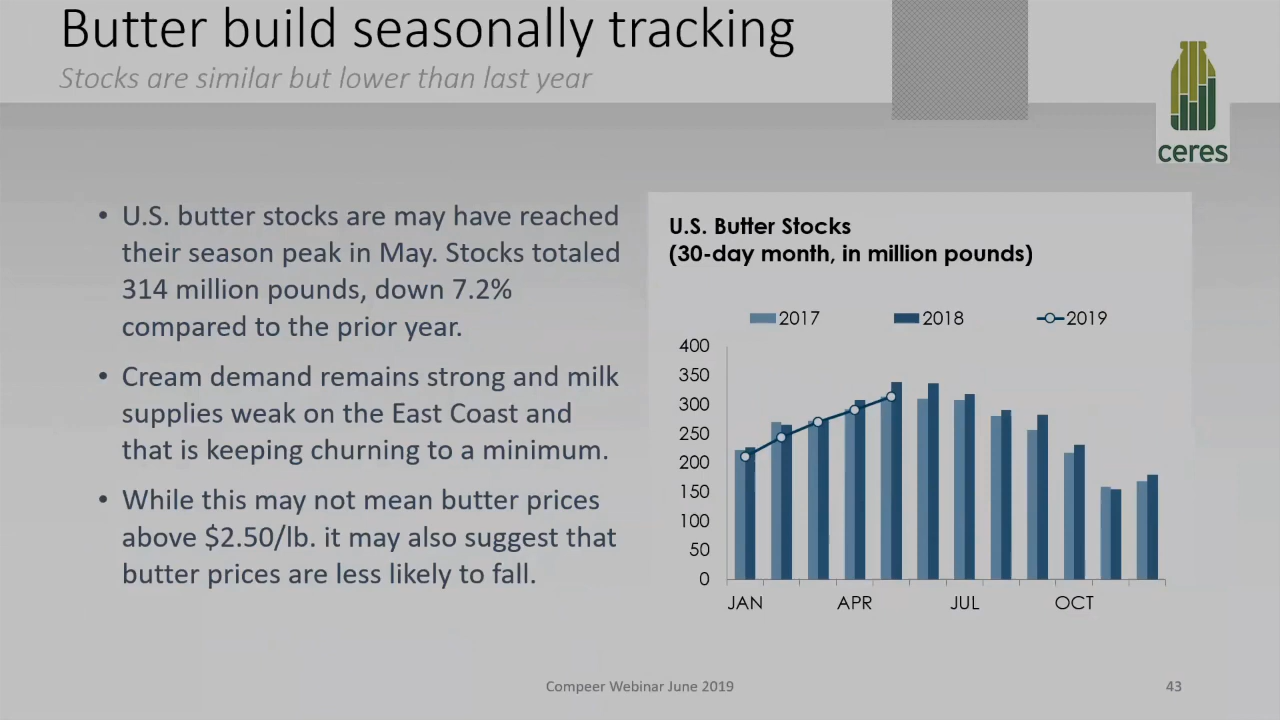 Butter build seasonally tracking
Stocks are similar but lower than last year
ceres
• U.S. butter stocks are may have reached
their season peak in May. Stocks totaled
314 million pounds, down 7.2%
compared to the prior year.
• Cream demand remains strong and milk
supplies weak on the East Coast and
that is keeping churning to a minimum.
• While this may not mean butter prices
above $2.50/lb. it may also suggest that
butter prices are less likely to fall.
U.S. Butter Stocks
(30-day month, in million pounds)
2017 2018 2019
400
350
300
250
200
150
100
50
0
JAN APR JUL OCT
Compeer Webinar June 2019
43